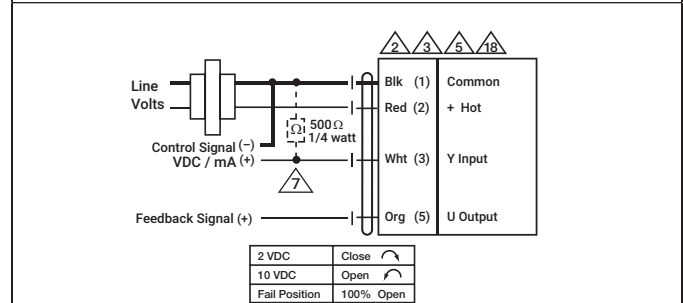 2 3 5 18
Line
Volts
Blk (1) Common
Red (2) + Hot
Ω 500 Ω
1/4 watt
Control Signal (−)
VDC / mA (+)
Wht (3) Y Input
7
Feedback Signal (+)
Org (5) U Output
2 VDC Close
10 VDC Open
Fail Position 100% Open